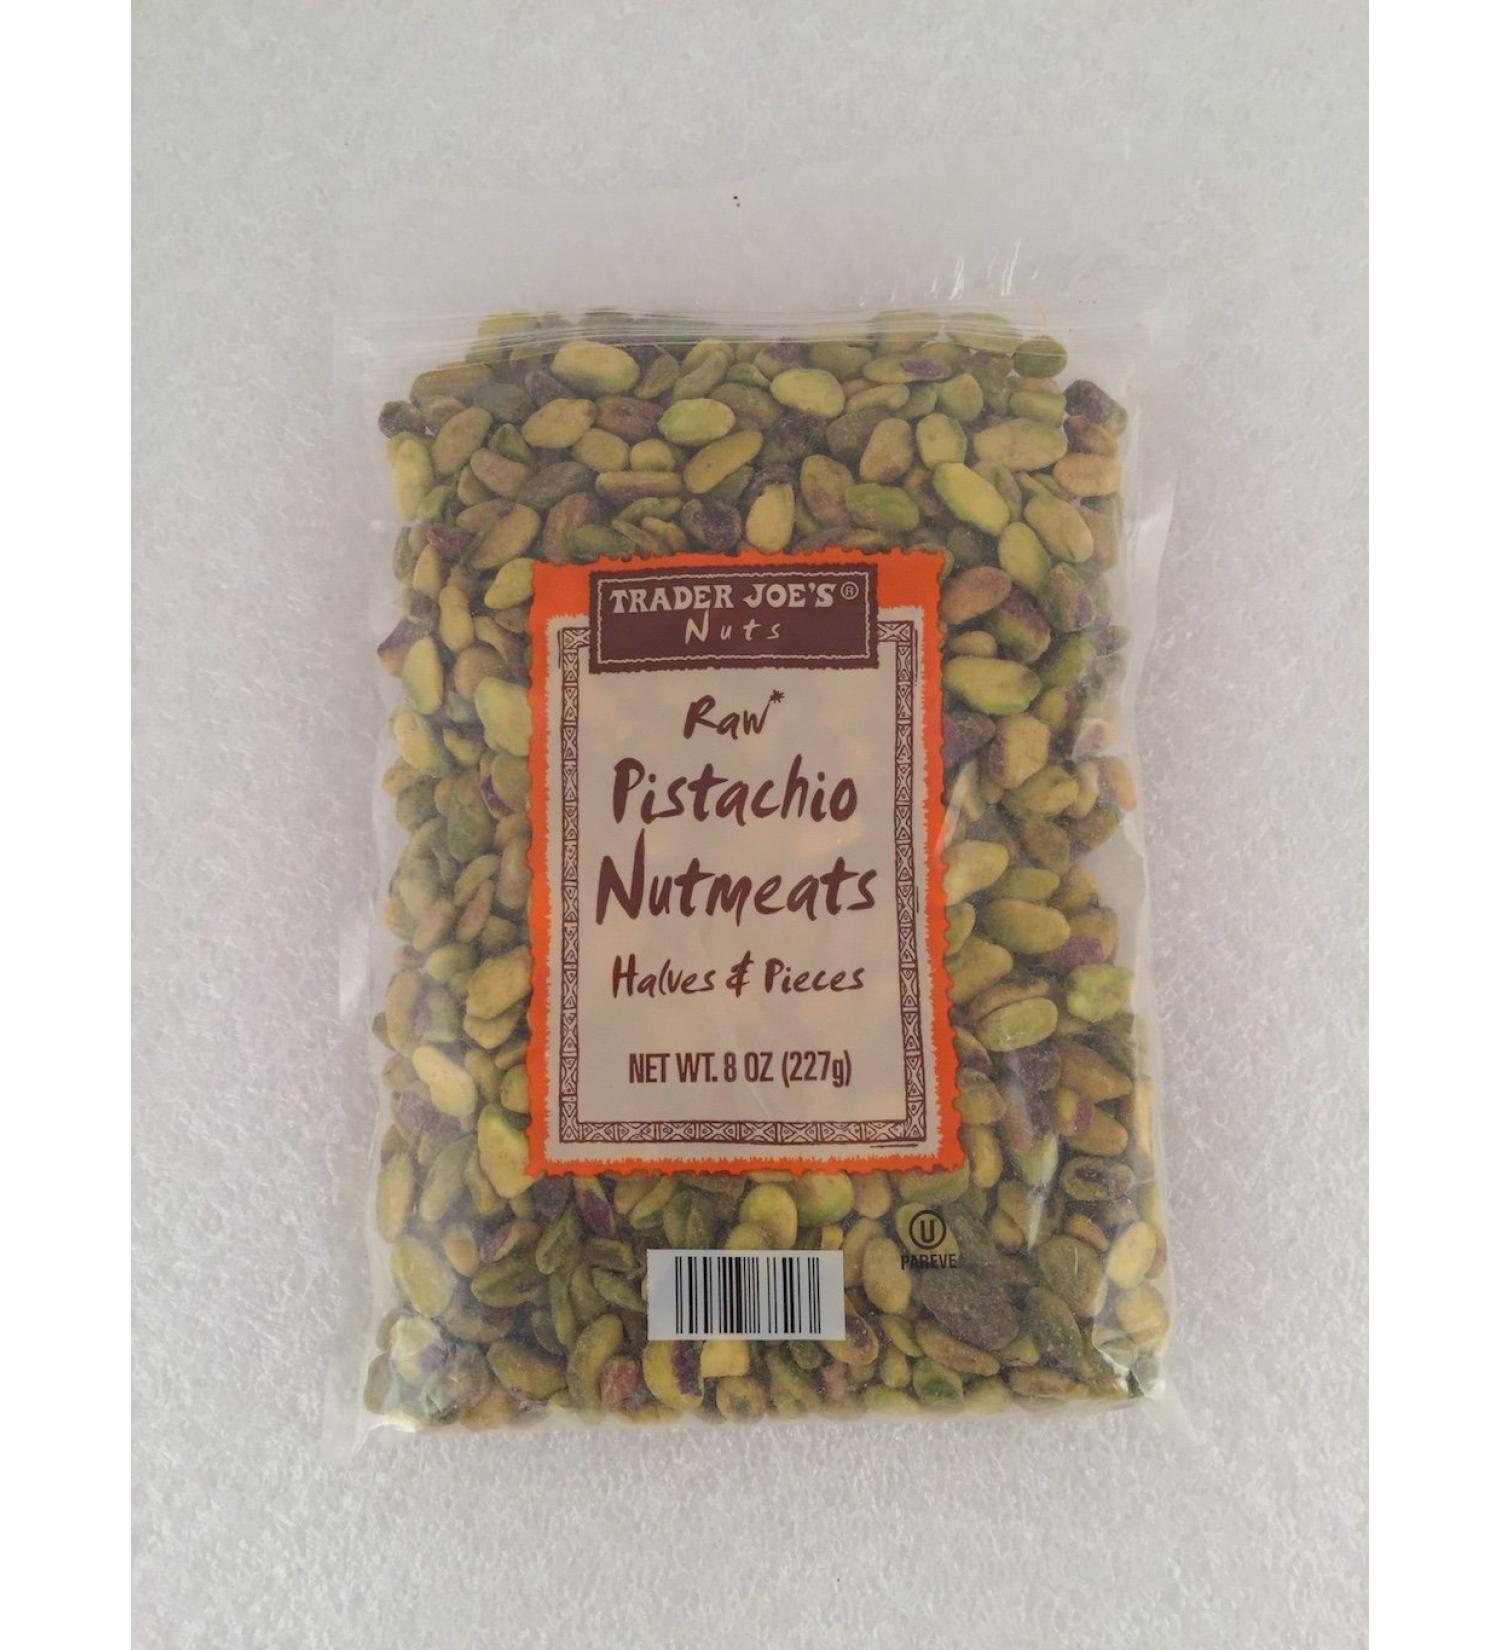 TRADER JOE'S®
Nuts
Raw*
Pistachio
Nutmeats
Halves & Pieces
NET WT. 8 OZ (227g)
U
PAREVE